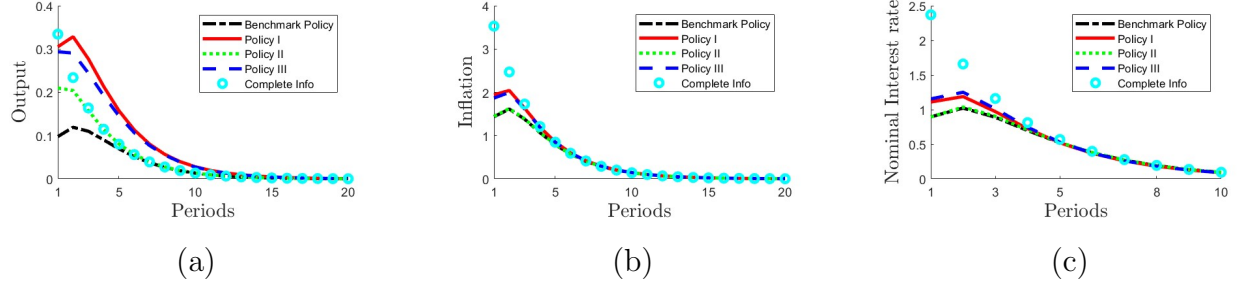 Output
0.4
0.3
0.2
0.1
0
1
5
10
15
20
Periods
Benchmark Policy
Policy I
Policy II
Policy III
Complete Info
(a)
Inflation
4
3
2
1
0
1
5
10
15
20
Periods
Benchmark Policy
Policy I
Policy II
Policy III
Complete Info
(b)
Nominal Interest rate
2.5
2
1.5
1
0.5
0
1
3
5
8
10
Periods
Benchmark Policy
Policy I
Policy II
Policy III
Complete Info
(c)